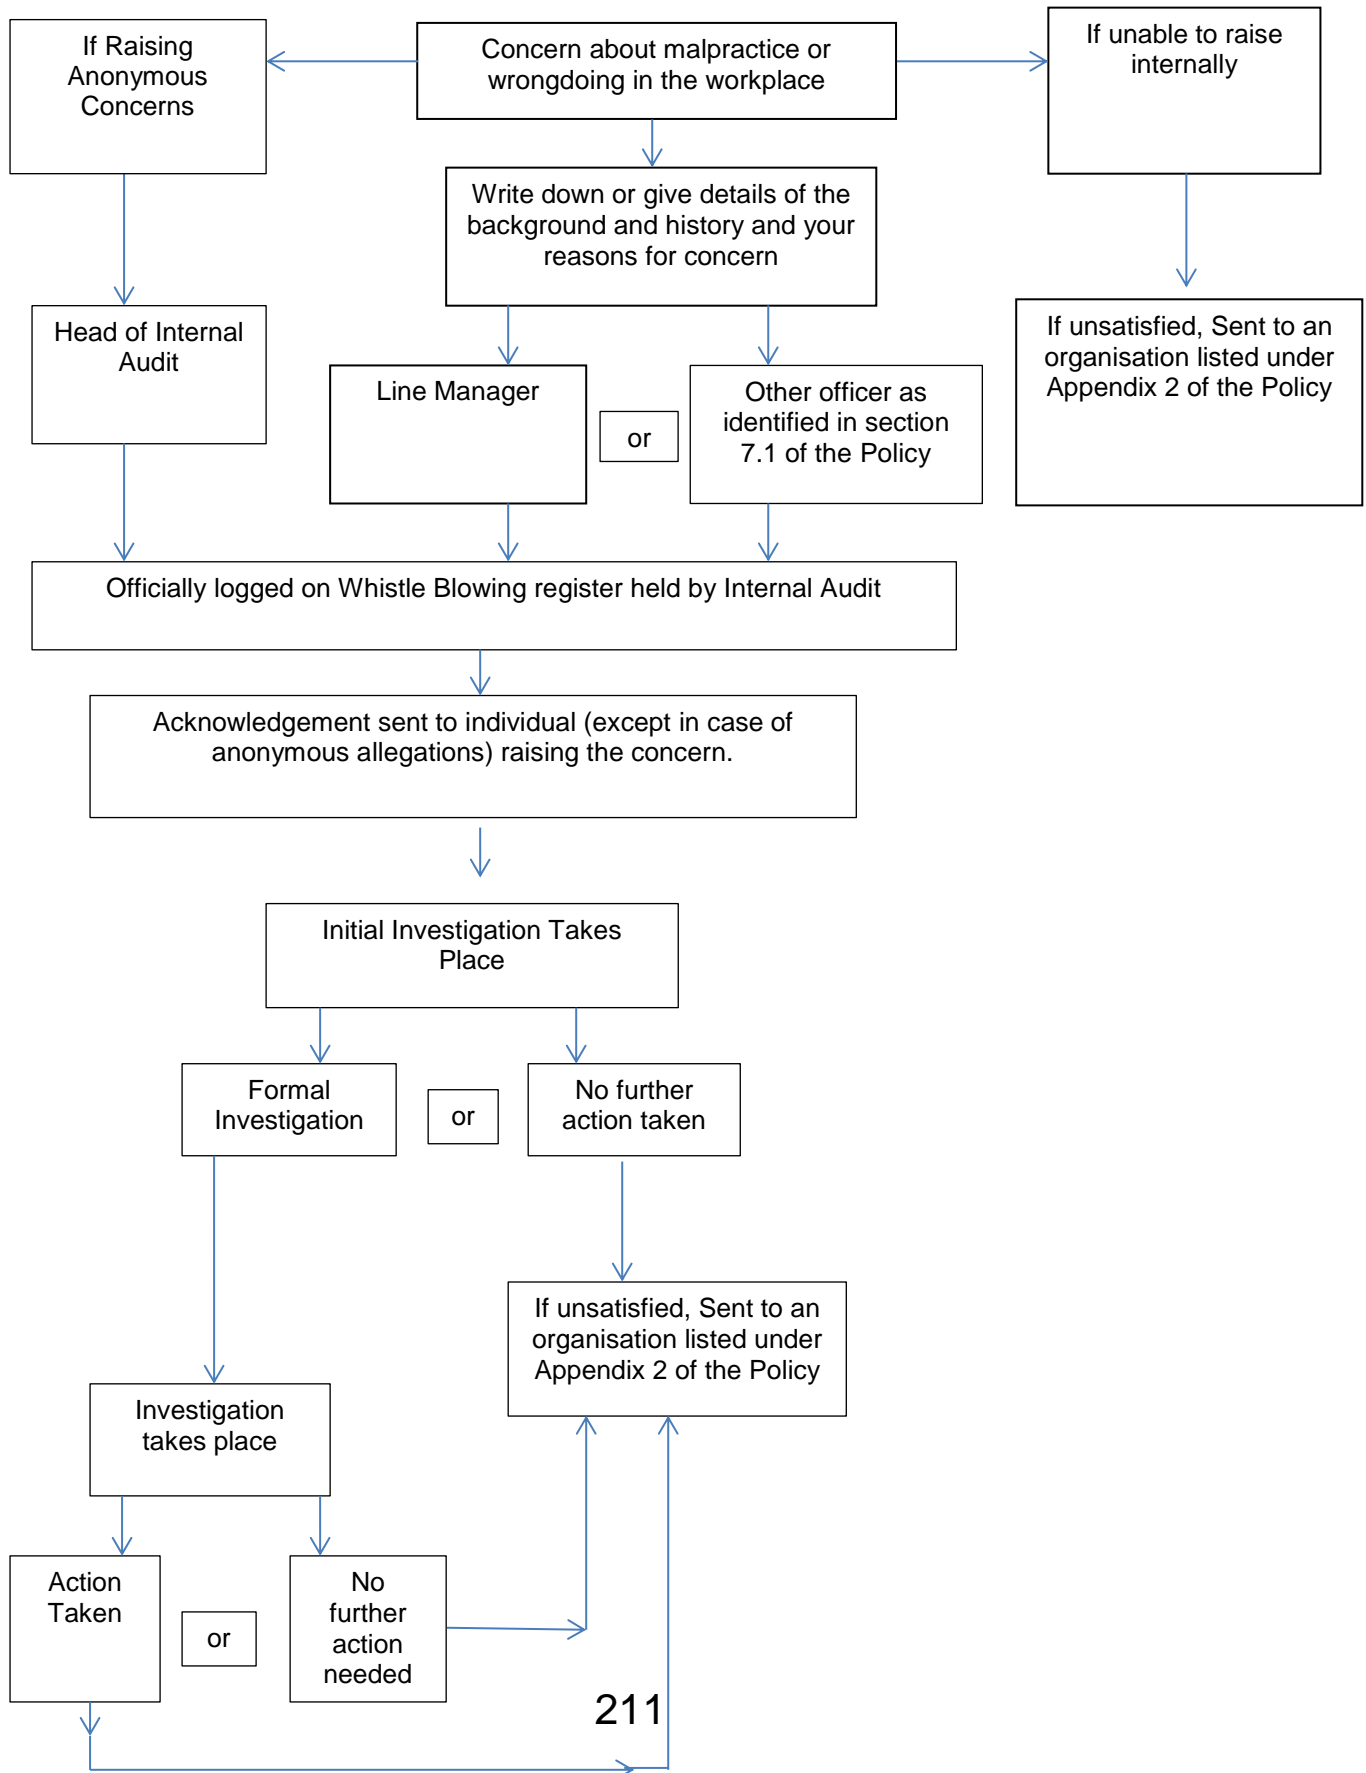 If Raising
Anonymous
Concerns
Concern about malpractice or
wrongdoing in the workplace
If unable to raise
internally
Write down or give details of the
background and history and your
reasons for concern
Head of Internal
Audit
Line Manager
or
Other officer as
identified in section
7.1 of the Policy
If unsatisfied, Sent to an
organisation listed under
Appendix 2 of the Policy
Officially logged on Whistle Blowing register held by Internal Audit
Acknowledgement sent to individual (except in case of
anonymous allegations) raising the concern.
Initial Investigation Takes
Place
Formal
Investigation
or
No further
action taken
If unsatisfied, Sent to an
organisation listed under
Appendix 2 of the Policy
Investigation
takes place
Action
Taken
or
No
further
action
needed
211